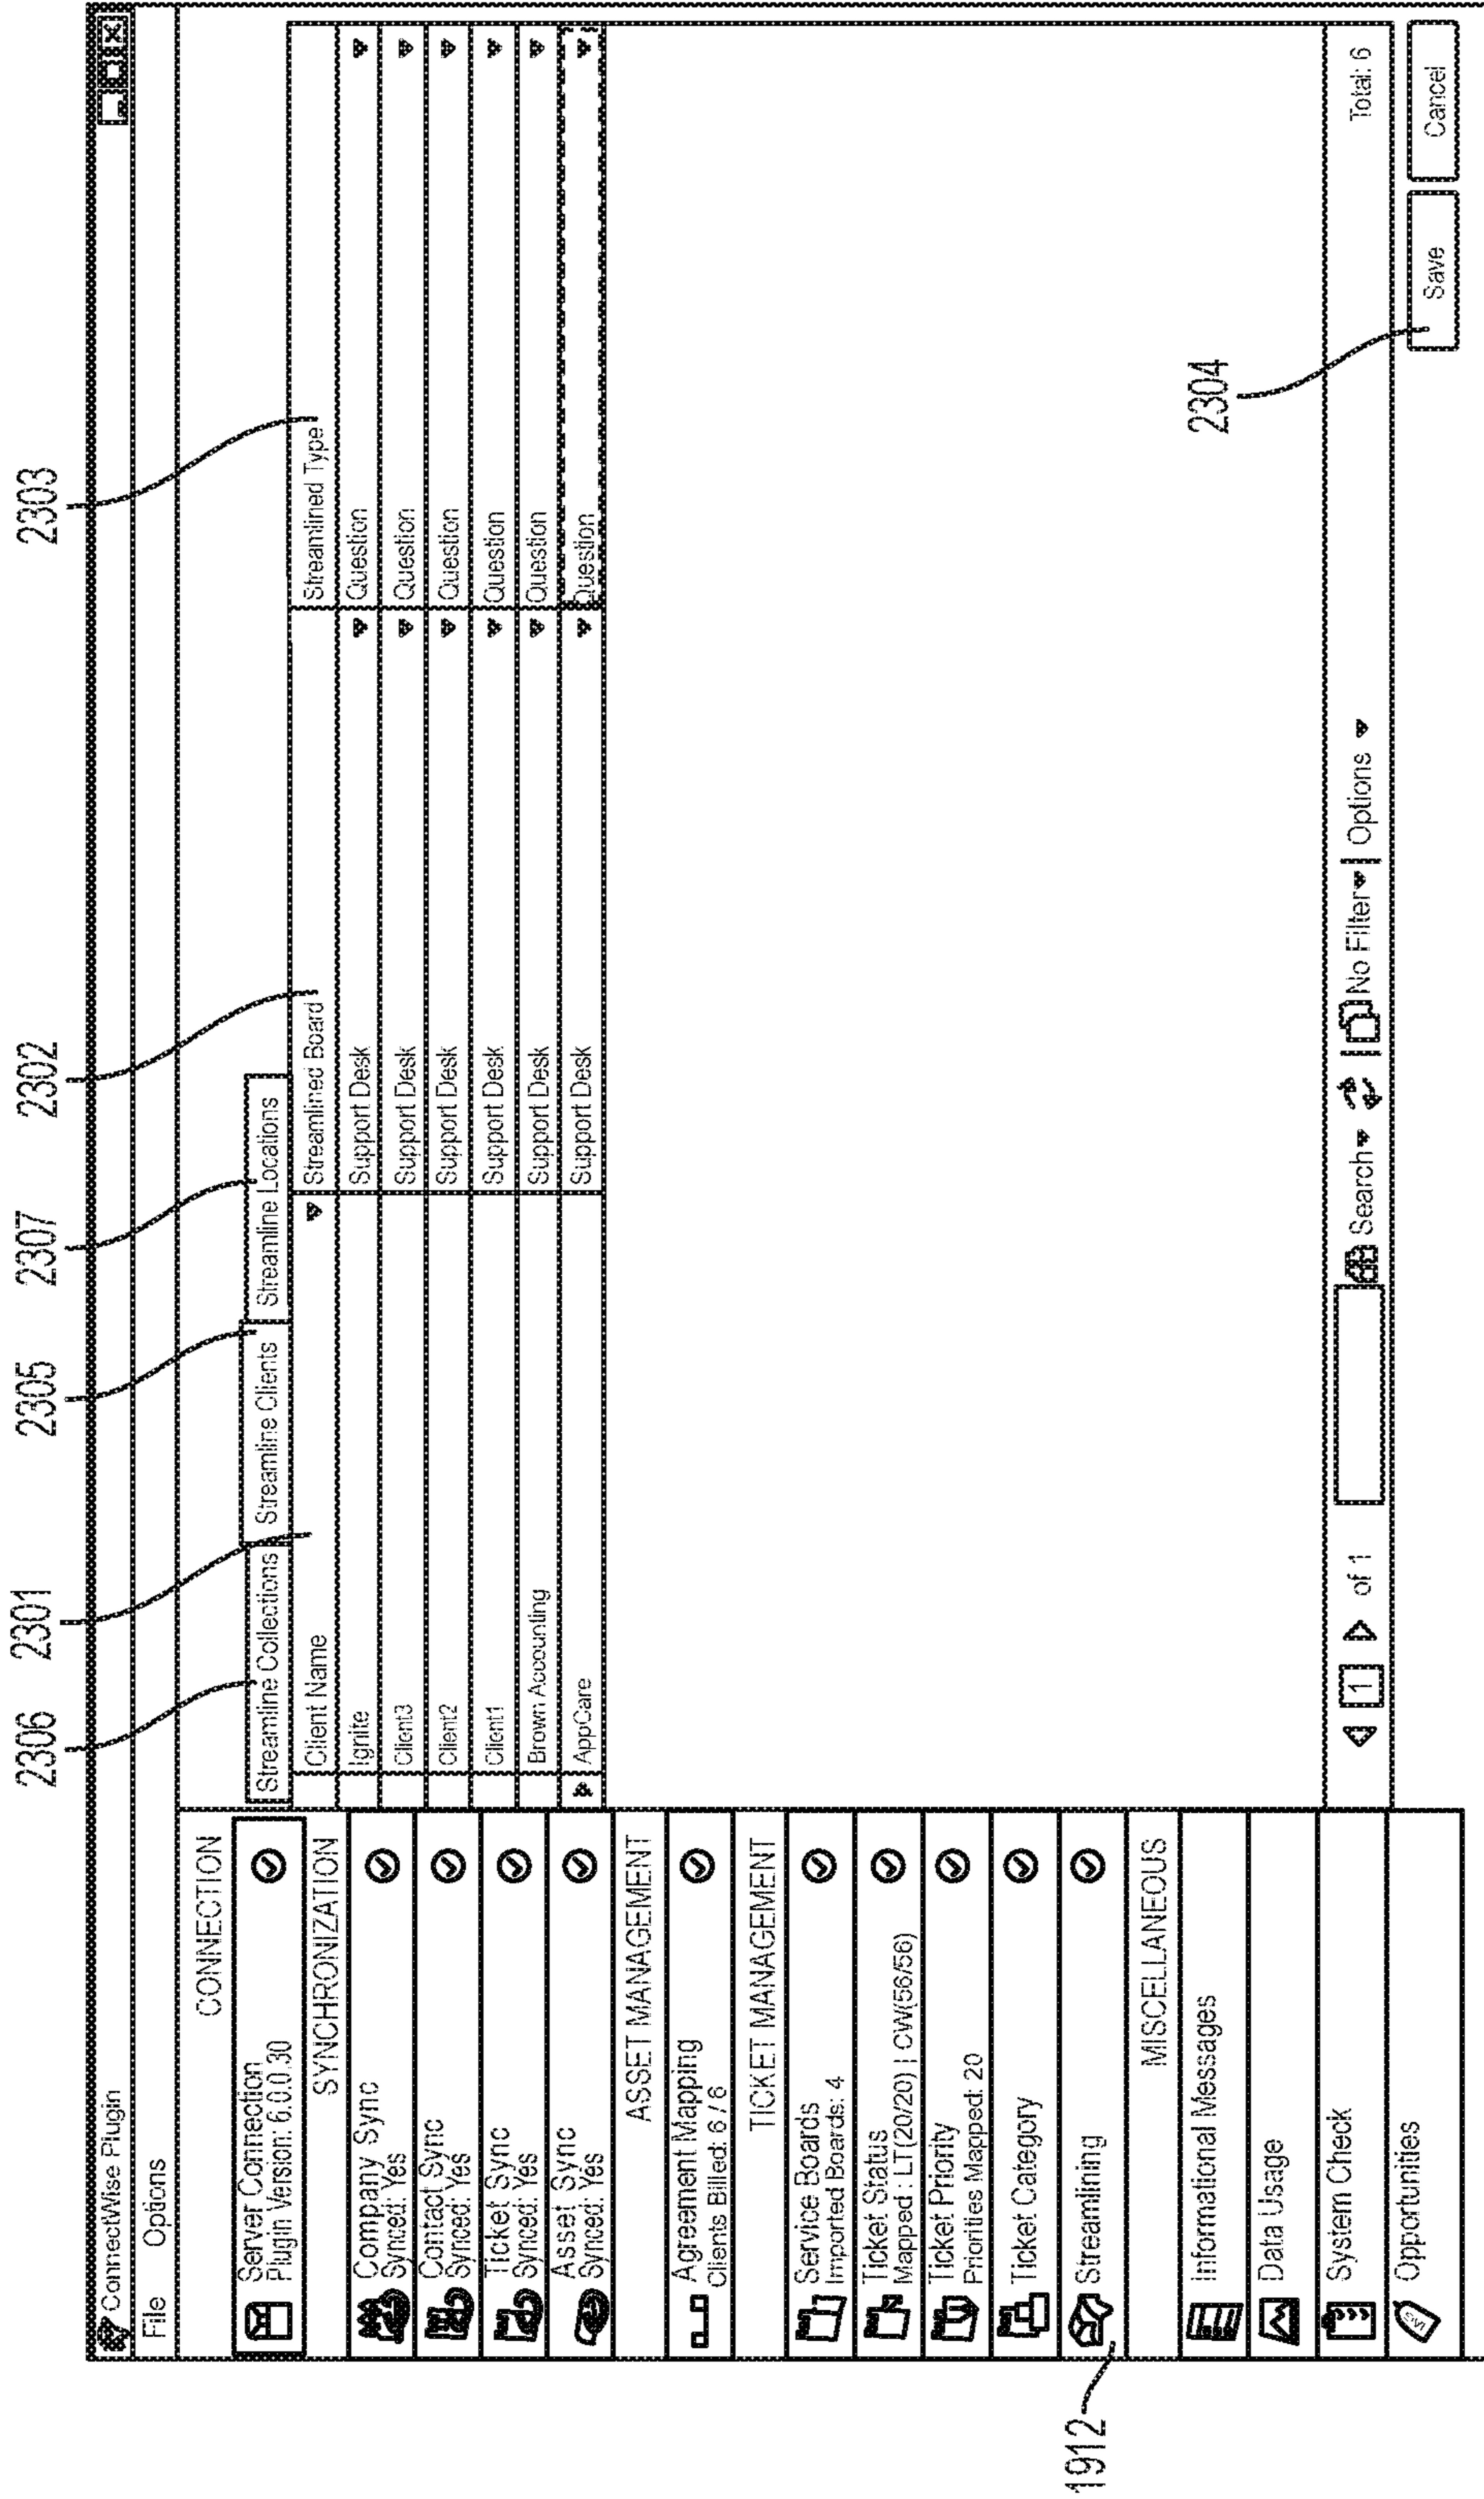 2306
2301
2305
2307
2302
2303
ConnectWise Plugin
File Options
CONNECTION
Server Connection
Plugin Version: 6.0.0.30
SYNCHRONIZATION
Company Sync
Synced: Yes
Contact Sync
Synced: Yes
Ticket Sync
Synced: Yes
Asset Sync
Synced: Yes
ASSET MANAGEMENT
Agreement Mapping
Clients Billed: 6 / 6
TICKET MANAGEMENT
Service Boards
Imported Boards: 4
Ticket Status
Mapped : LT(20/20) | CW(56/56)
Ticket Priority
Priorities Mapped: 20
Ticket Category
Streamlining
1912
MISCELLANEOUS
Informational Messages
Data Usage
System Check
Opportunities
Streamline Collections Streamline Clients Streamline Locations
Client Name Streamlined Board Streamlined Type
Ignite Support Desk Question
Client3 Support Desk Question
Client2 Support Desk Question
Client1 Support Desk Question
Brown Accounting Support Desk Question
AppCare Support Desk Question
2304
1 of 1 Search No Filter Options Total: 6
Save Cancel